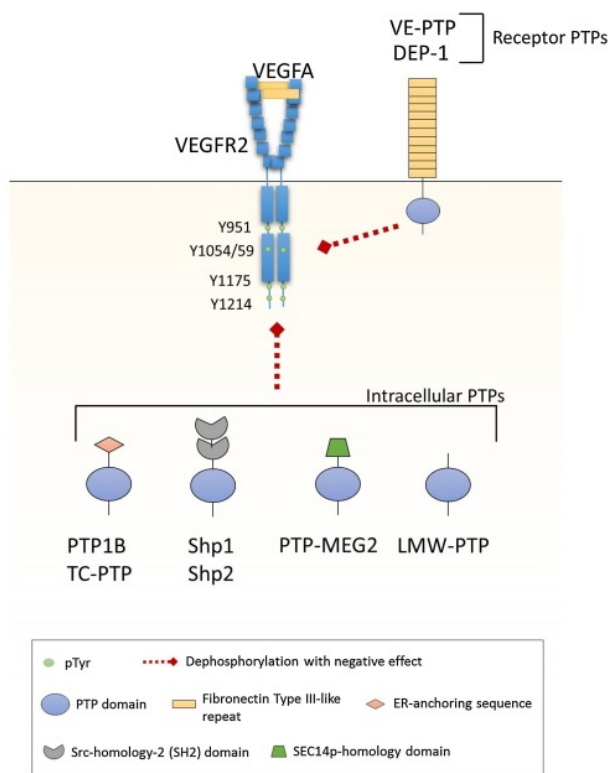 VE-PTP
DEP-1
Receptor PTPs
VEGFA
VEGFR2
Y951
Y1054/59
Y1175
Y1214
Intracellular PTPs
PTP1B
TC-PTP
Shp1
Shp2
PTP-MEG2
LMW-PTP
pTyr
Dephosphorylation with negative effect
PTP domain
Fibronectin Type III-like
repeat
ER-anchoring sequence
Src-homology-2 (SH2) domain
SEC14p-homology domain